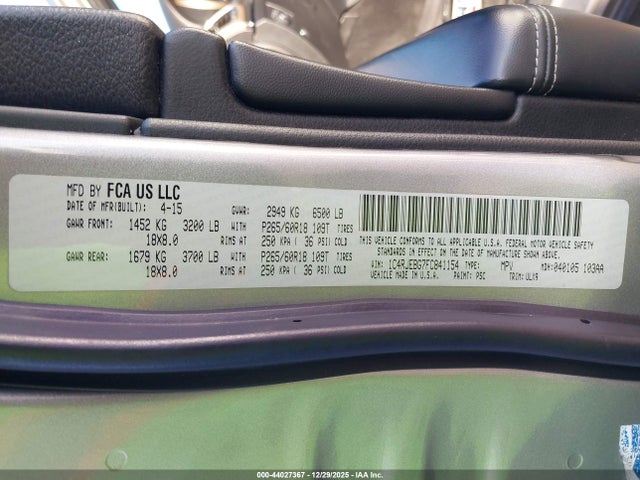 MFD BY FCA US LLC
DATE OF MFR(BUILT): 4-15 GVWR: 2949 KG 6500 LB
GAWR FRONT: 1452 KG 3200 LB WITH P265/60R18 109T TIRES
18X8.0 RIMS AT 250 KPA ( 36 PSI) COLD
GAWR REAR: 1679 KG 3700 LB WITH P265/60R18 109T TIRES
18X8.0 RIMS AT 250 KPA ( 36 PSI) COLD
THIS VEHICLE CONFORMS TO ALL APPLICABLE U.S.A. FEDERAL MOTOR VEHICLE SAFETY
STANDARDS IN EFFECT ON THE DATE OF MANUFACTURE SHOWN ABOVE.
VIN: 1C4RJEBG7FC841154 TYPE: MPV MDH:040105 103AA
VEHICLE MADE IN U.S.A. PAINT: PSC TRIM:
000-44027367 - 12/29/2025 - IAA Inc.